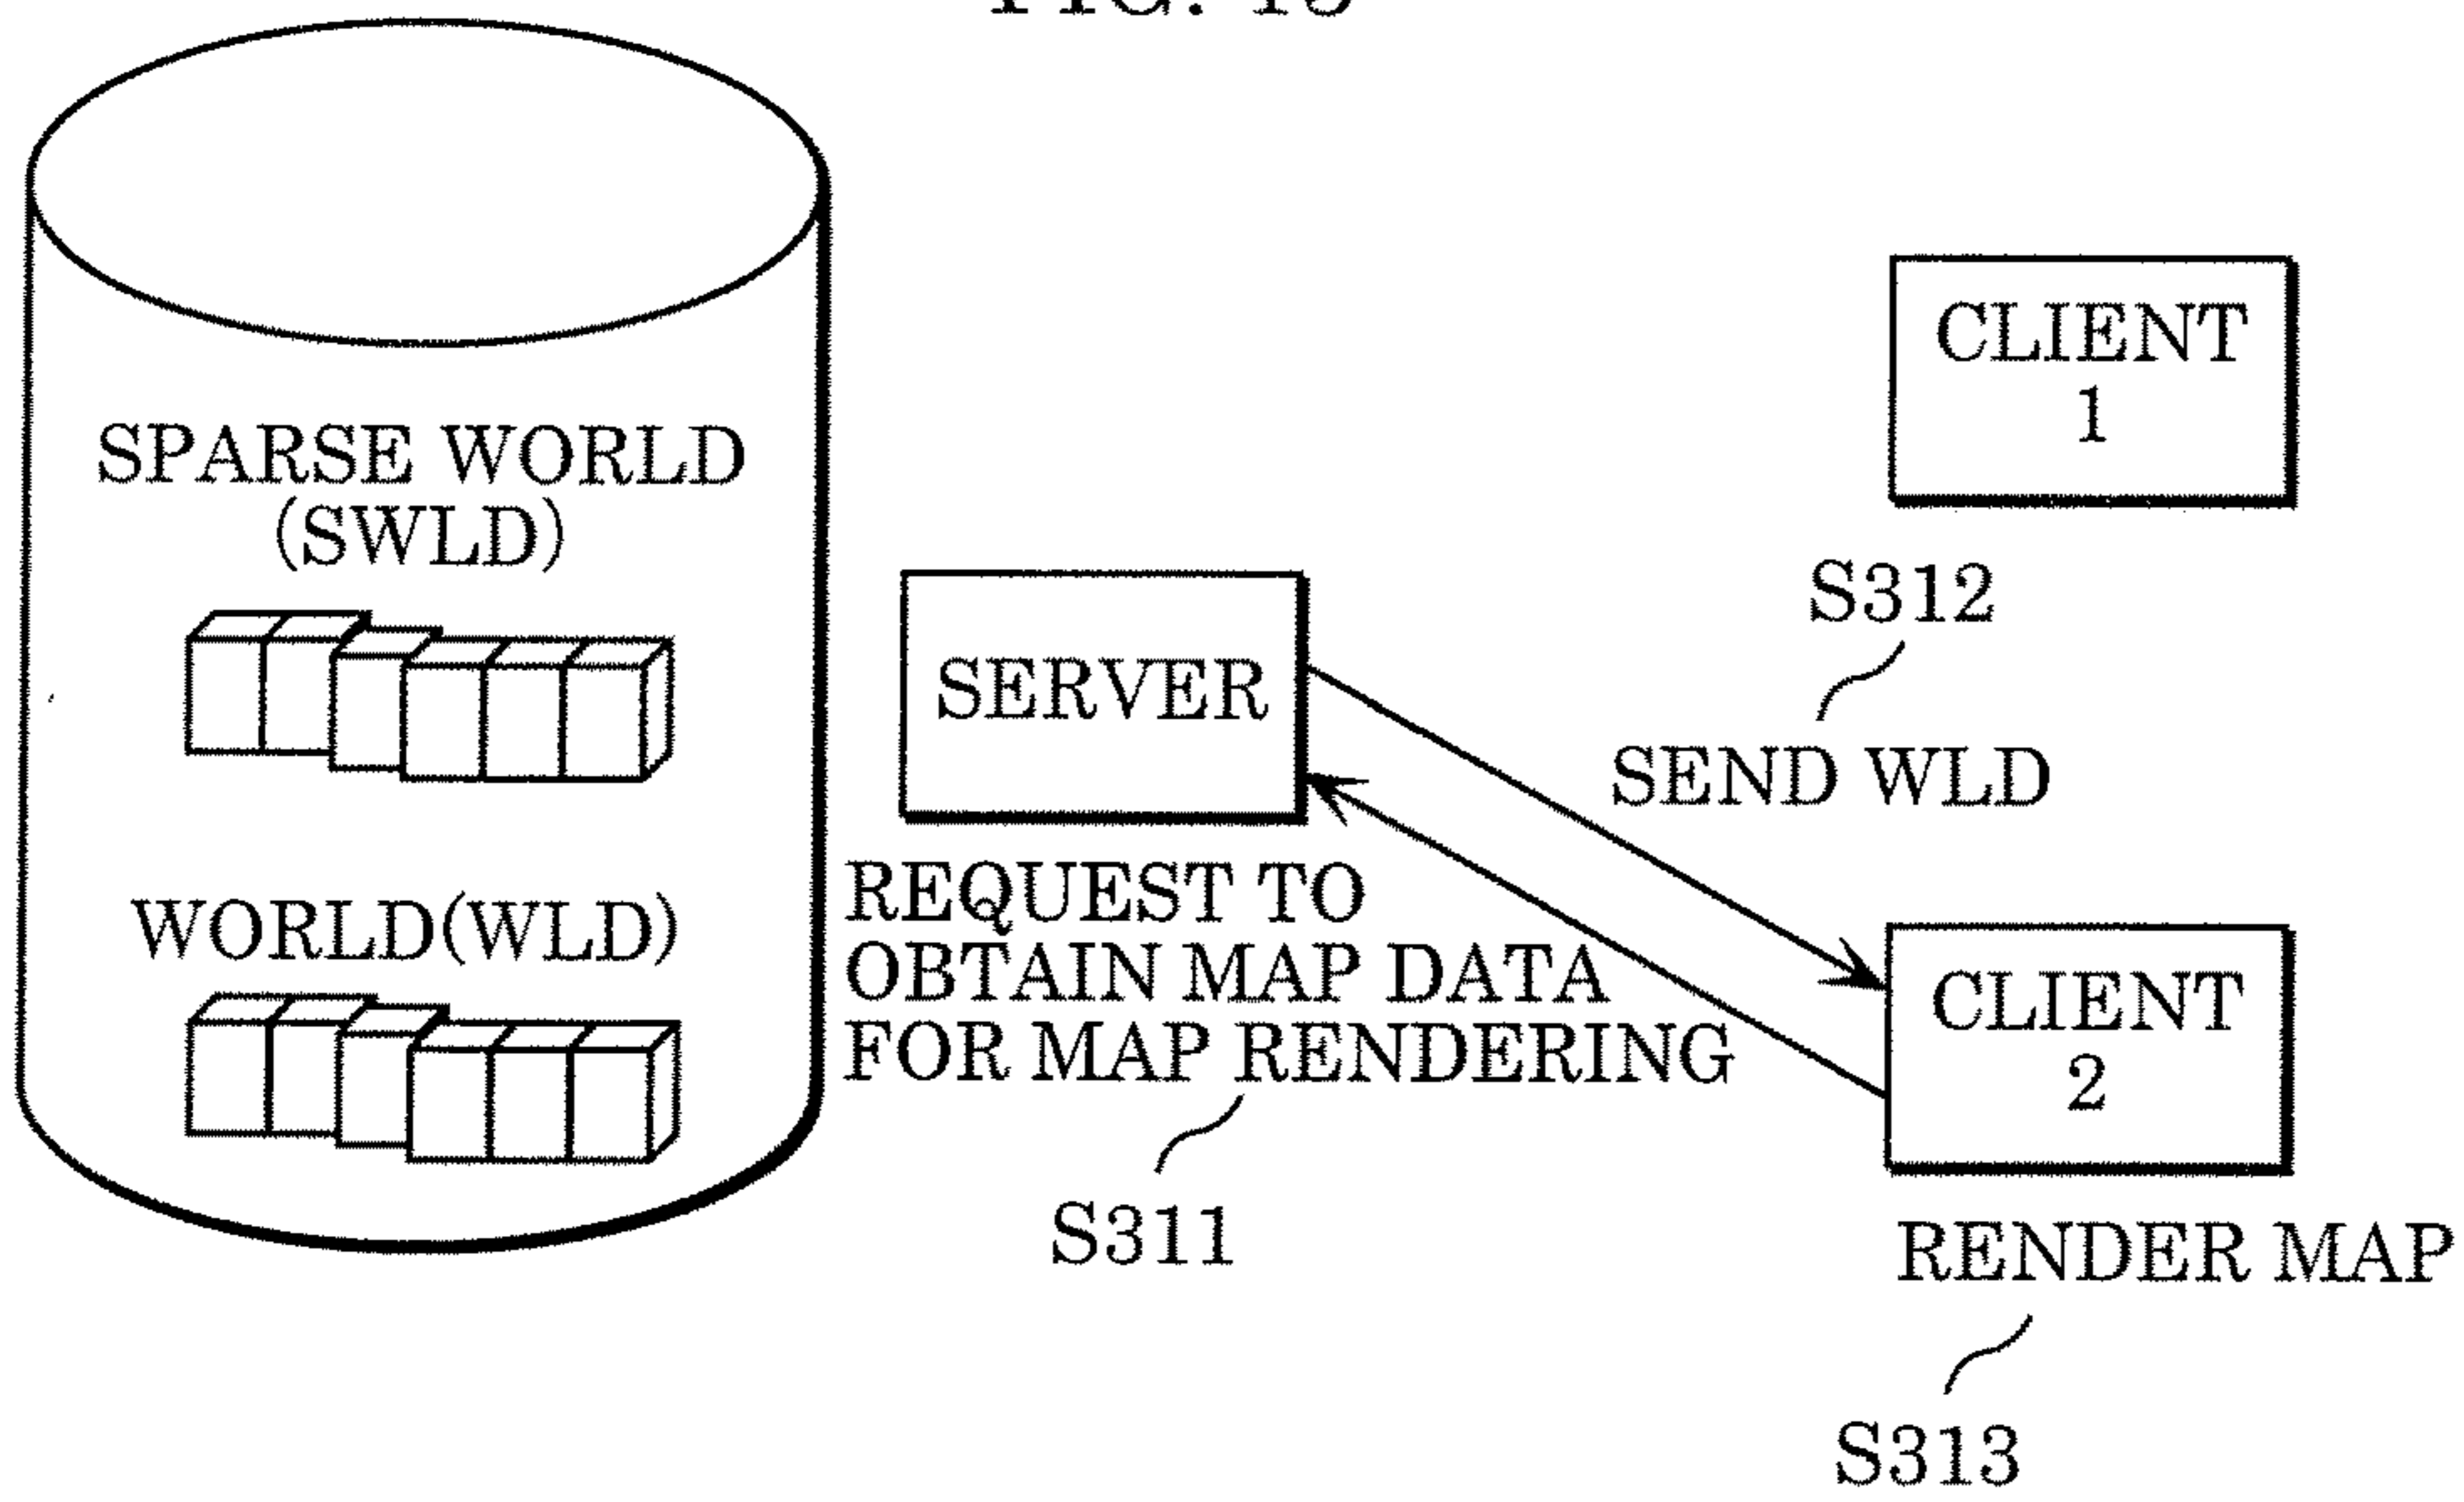 SPARSE WORLD
(SWLD)
WORLD(WLD)
SERVER
REQUEST TO
OBTAIN MAP DATA
FOR MAP RENDERING
S311
CLIENT
1
S312
SEND WLD
CLIENT
2
RENDER MAP
S313